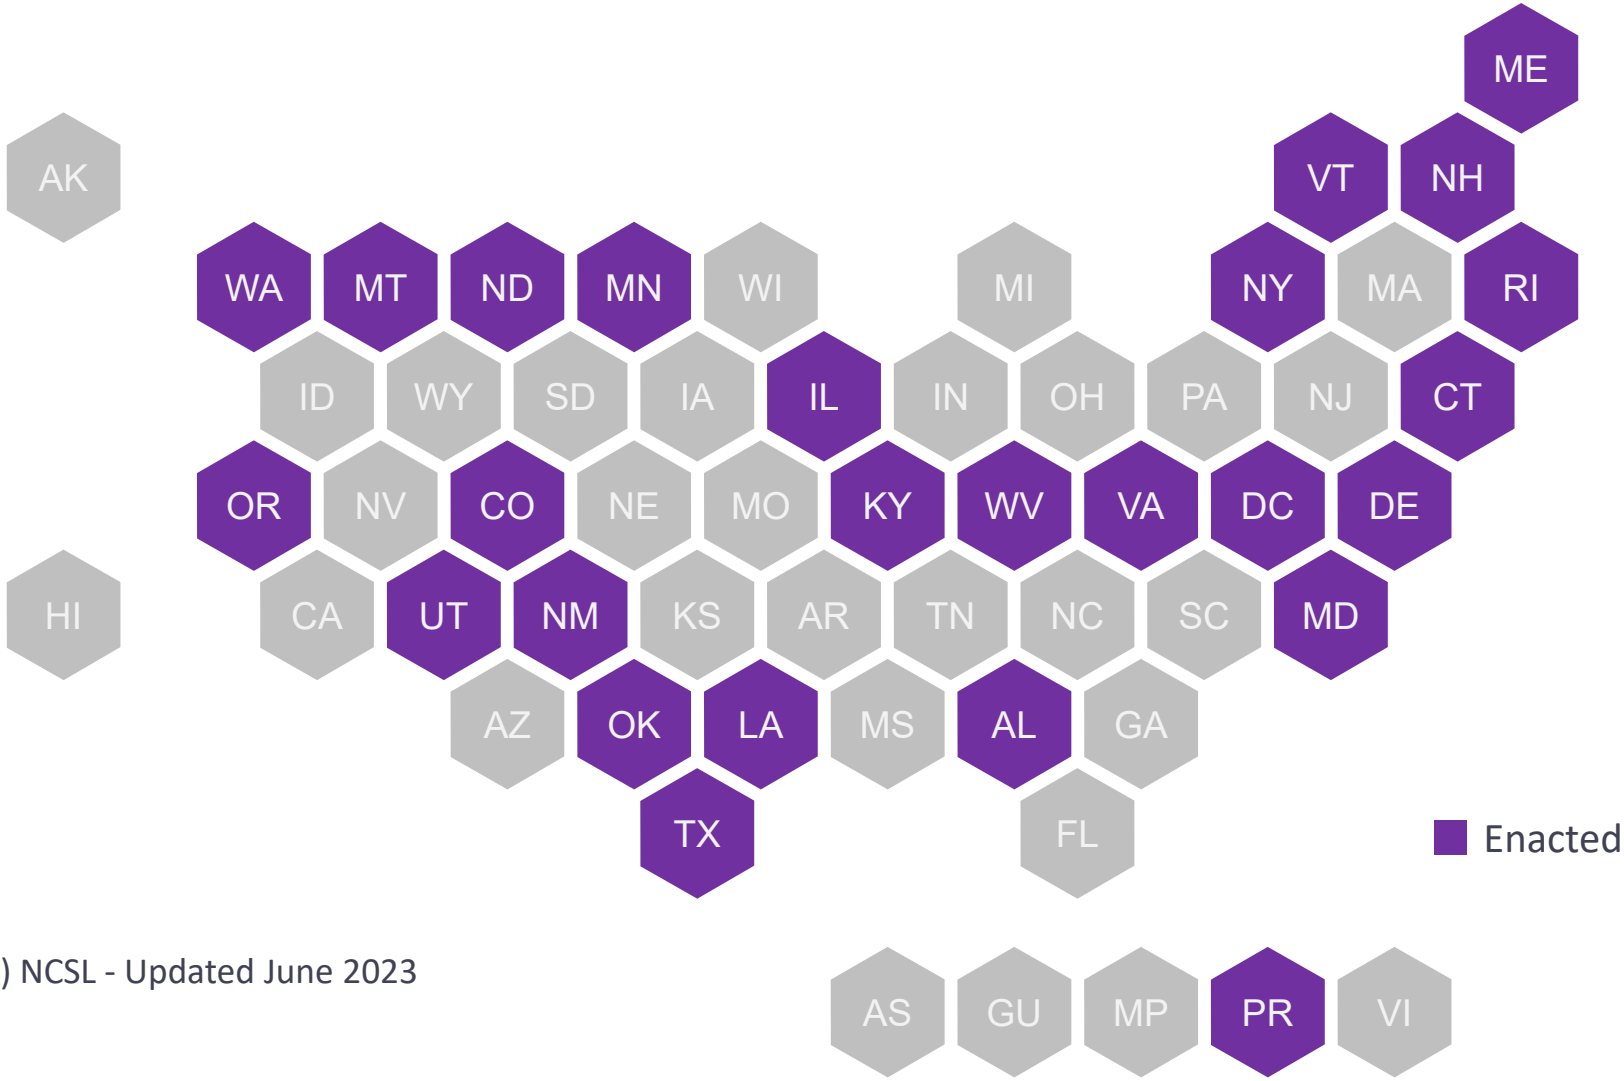 ME
AK
VT NH
WA MT ND MN WI MI NY MA RI
ID WY SD IA IL IN OH PA NJ CT
OR NV CO NE MO KY WV VA DC DE
HI CA UT NM KS AR TN NC SC MD
AZ OK LA MS AL GA
TX FL
Enacted
) NCSL - Updated June 2023
AS GU MP PR VI